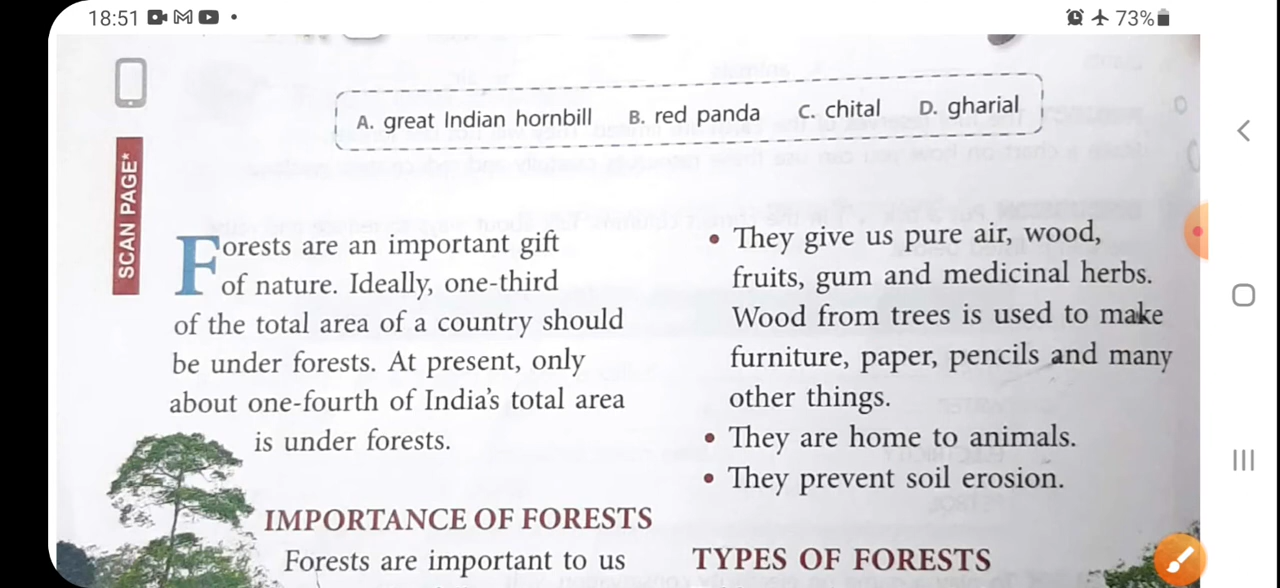 18:51
73%
A. great Indian hornbill B. red panda C. chital D. gharial
SCAN PAGE*
Forests are an important gift
of nature. Ideally, one-third
of the total area of a country should
be under forests. At present, only
about one-fourth of India's total area
is under forests.
IMPORTANCE OF FORESTS
Forests are important to us
• They give us pure air, wood,
fruits, gum and medicinal herbs.
Wood from trees is used to make
furniture, paper, pencils and many
other things.
• They are home to animals.
• They prevent soil erosion.
TYPES OF FORESTS